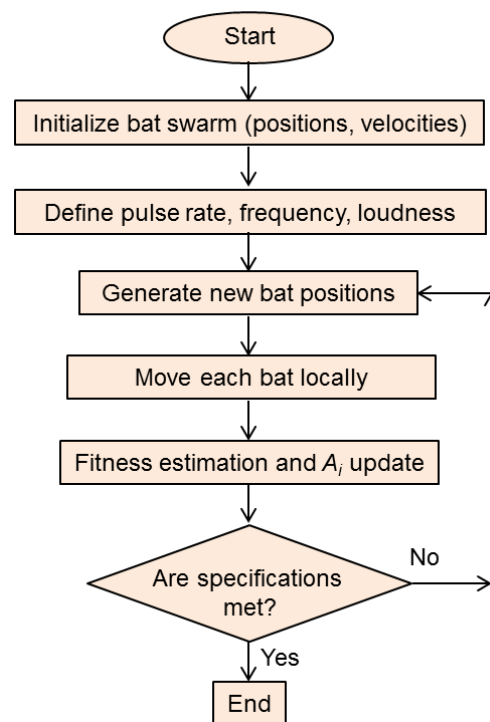 Start
Initialize bat swarm (positions, velocities)
Define pulse rate, frequency, loudness
Generate new bat positions
Move each bat locally
Fitness estimation and Ai update
Are specifications
met?
No
Yes
End